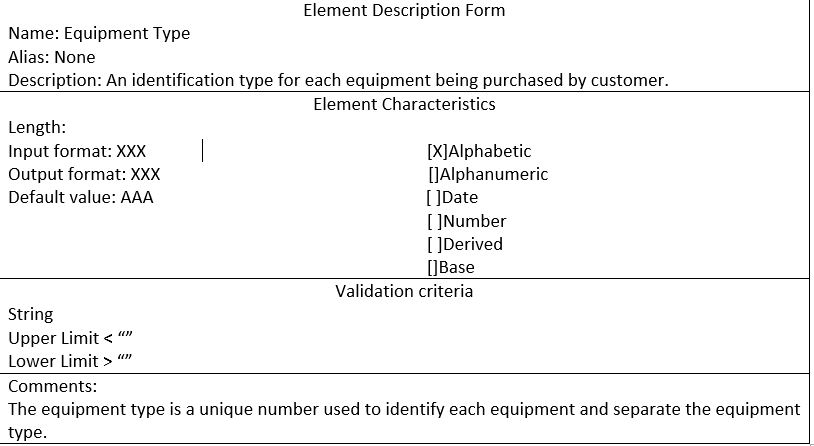 Element Description Form
Name: Equipment Type
Alias: None
Description: An identification type for each equipment being purchased by customer.
Element Characteristics
Length:
Input format: XXX [X]Alphabetic
Output format: XXX []Alphanumeric
Default value: AAA [ ]Date
[ ]Number
[ ]Derived
[]Base
Validation criteria
String
Upper Limit < “”
Lower Limit > “”
Comments:
The equipment type is a unique number used to identify each equipment and separate the equipment
type.